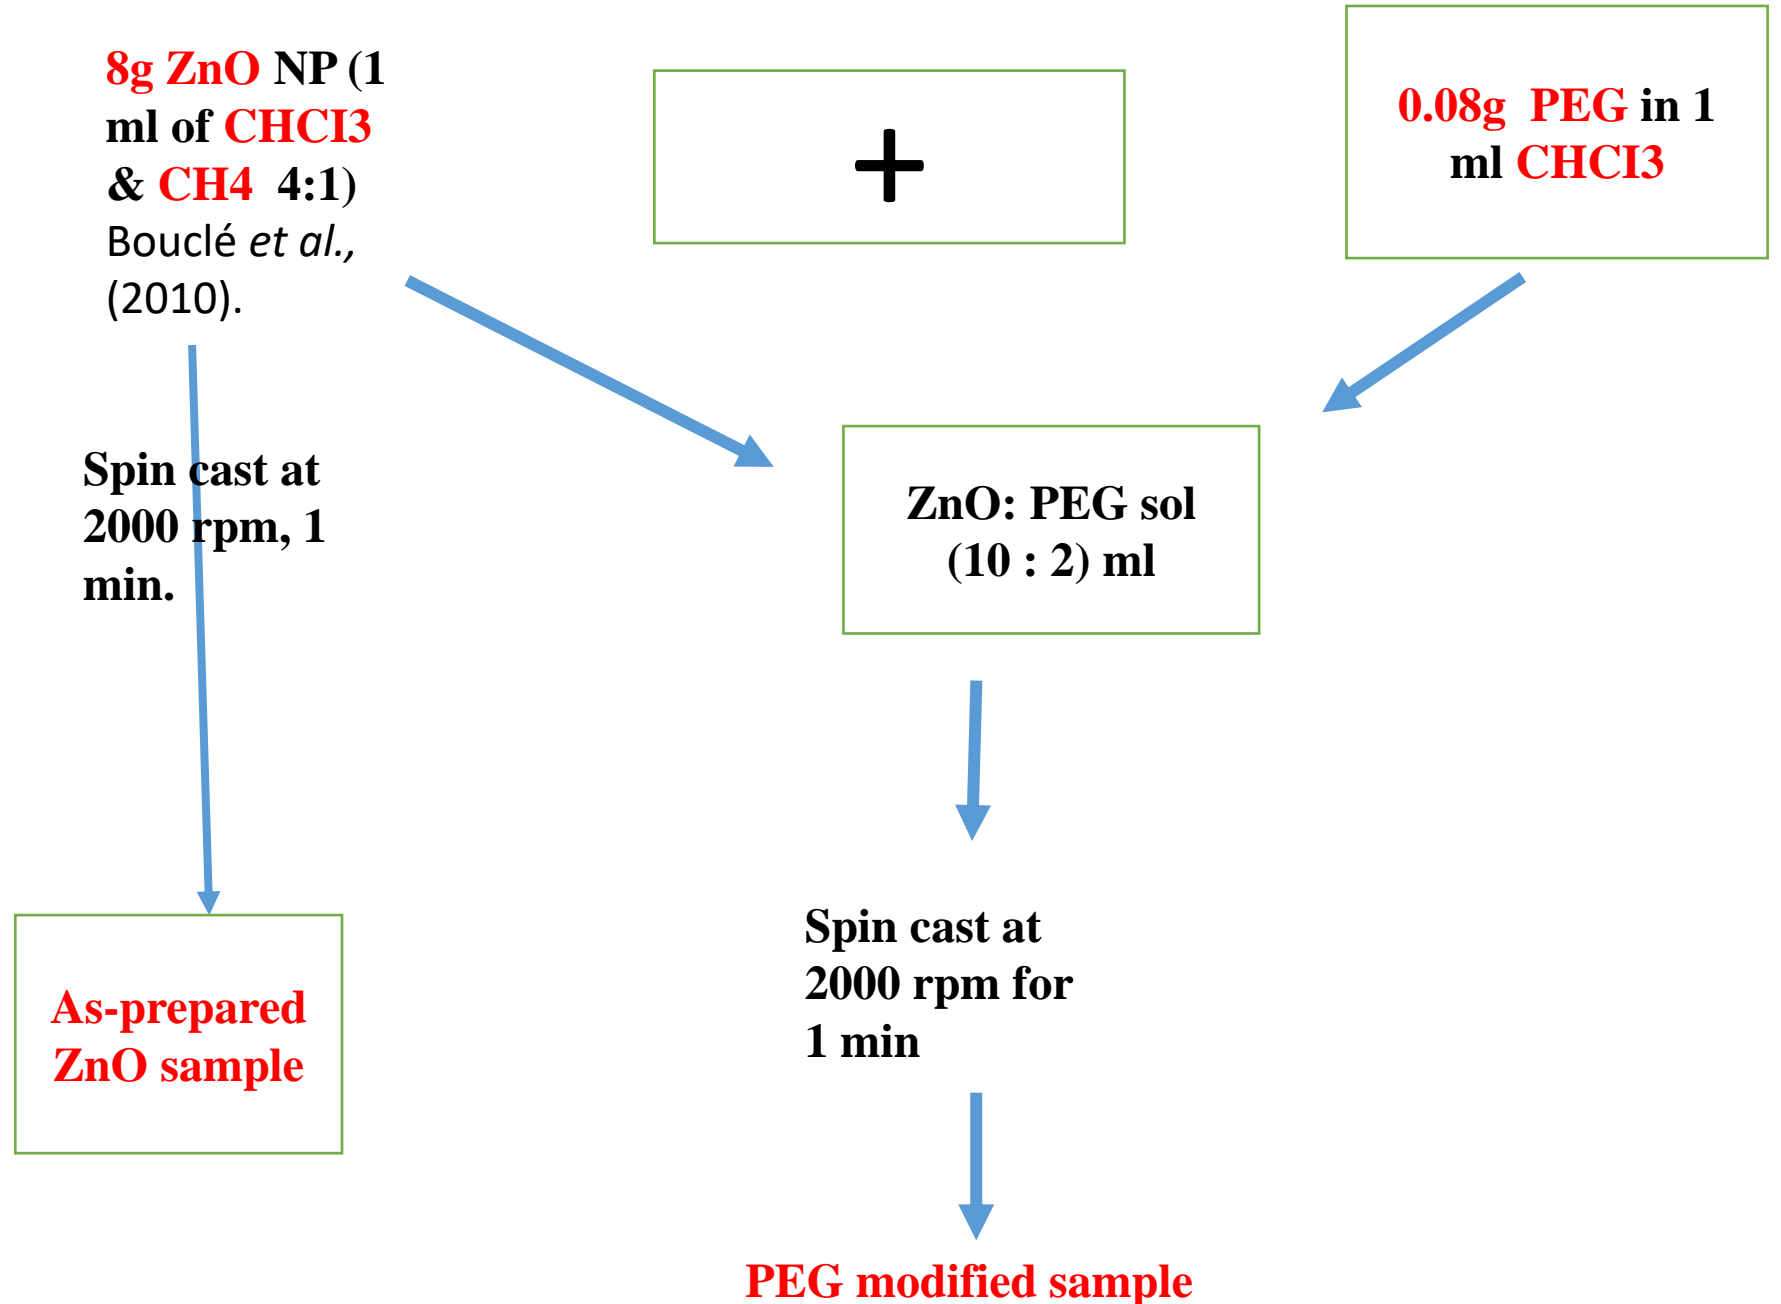 8g ZnO NP (1
ml of CHCI3
& CH4  4:1)
Bouclé et al.,
(2010).
+
0.08g  PEG in 1
ml CHCI3
Spin cast at
2000 rpm, 1
min.
ZnO: PEG sol
(10 : 2) ml
As-prepared
ZnO sample
Spin cast at
2000 rpm for
1 min
PEG modified sample